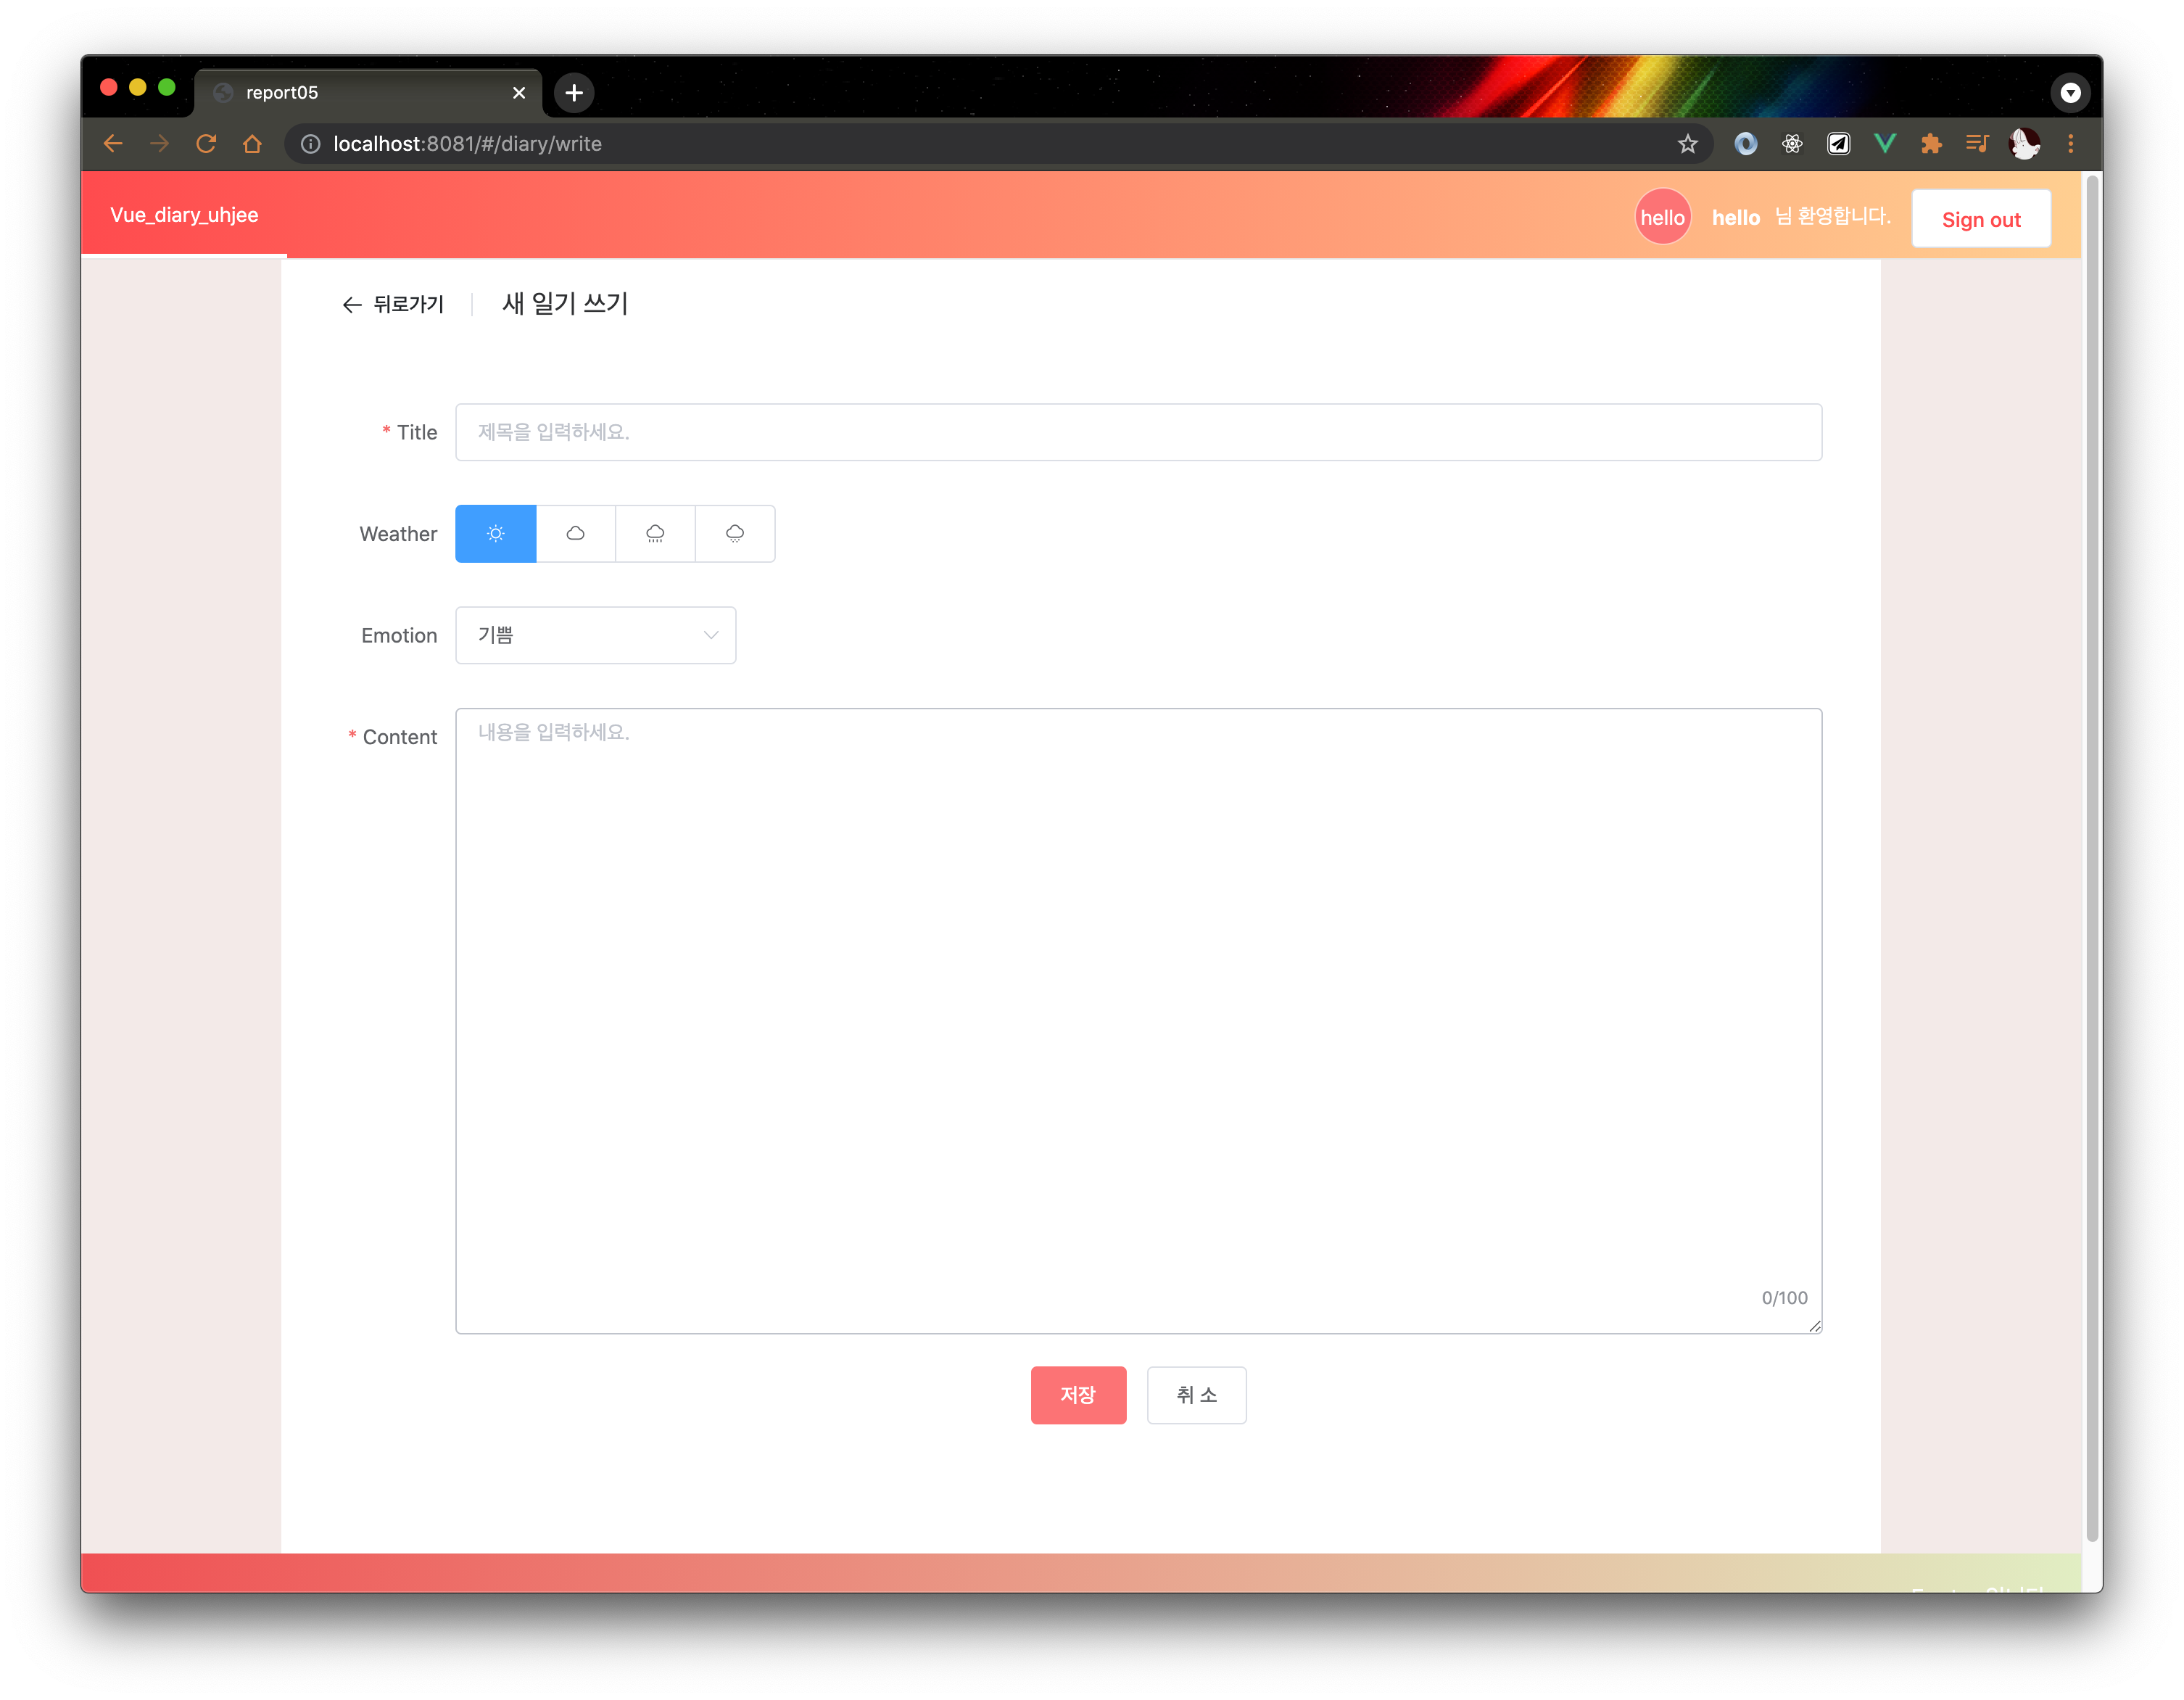 report05
localhost:8081/#/diary/write
Vue_diary_uhjee
hello hello 님 환영합니다. Sign out
뒤로가기 새 일기 쓰기
* Title 제목을 입력하세요.
Weather
Emotion 기쁨
* Content 내용을 입력하세요.
0/100
저장 취 소